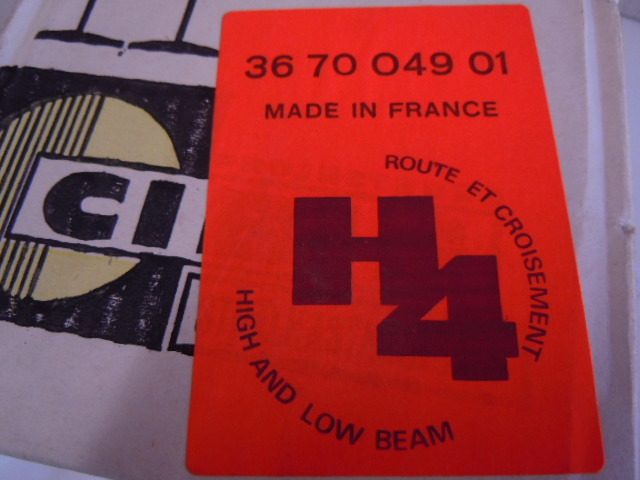 36 70 049 01
MADE IN FRANCE
ROUTE ET CROISEMENT
H4
HIGH AND LOW BEAM